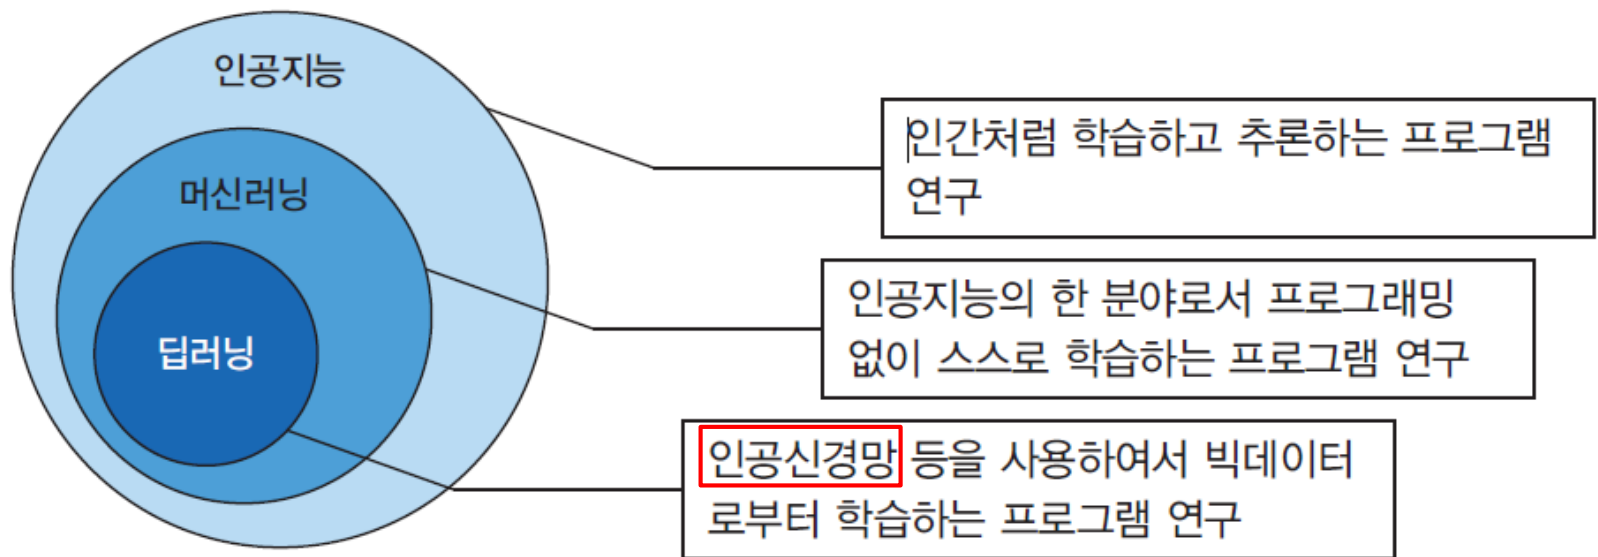 인공지능
머신러닝
딥러닝
인간처럼 학습하고 추론하는 프로그램
연구
인공지능의 한 분야로서 프로그래밍
없이 스스로 학습하는 프로그램 연구
인공신경망 등을 사용하여서 빅데이터
로부터 학습하는 프로그램 연구